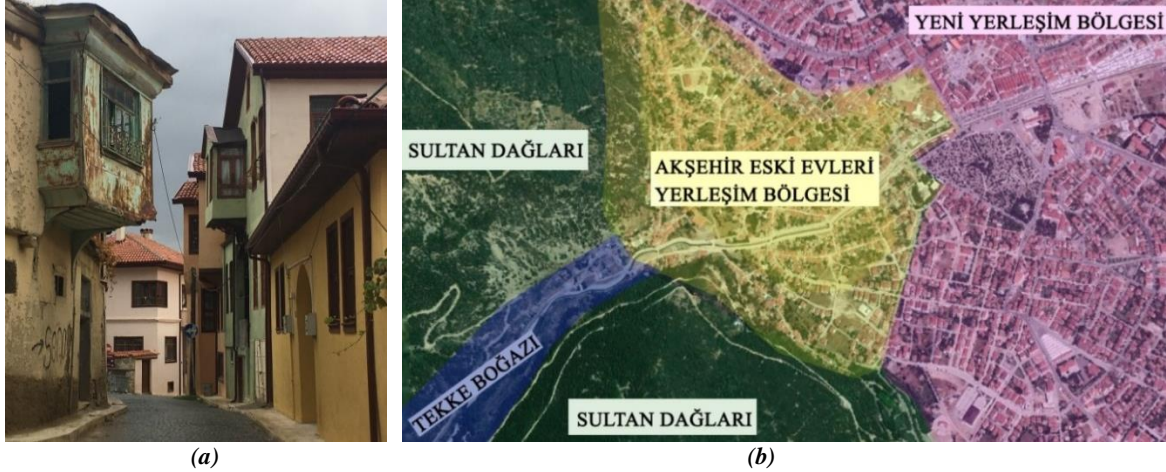 YENİ YERLEŞİM BÖLGESİ
SULTAN DAĞLARI
AKŞEHİR ESKİ EVLERİ
YERLEŞİM BÖLGESİ
TEKKE BOĞAZI
SULTAN DAĞLARI
(a)
(b)